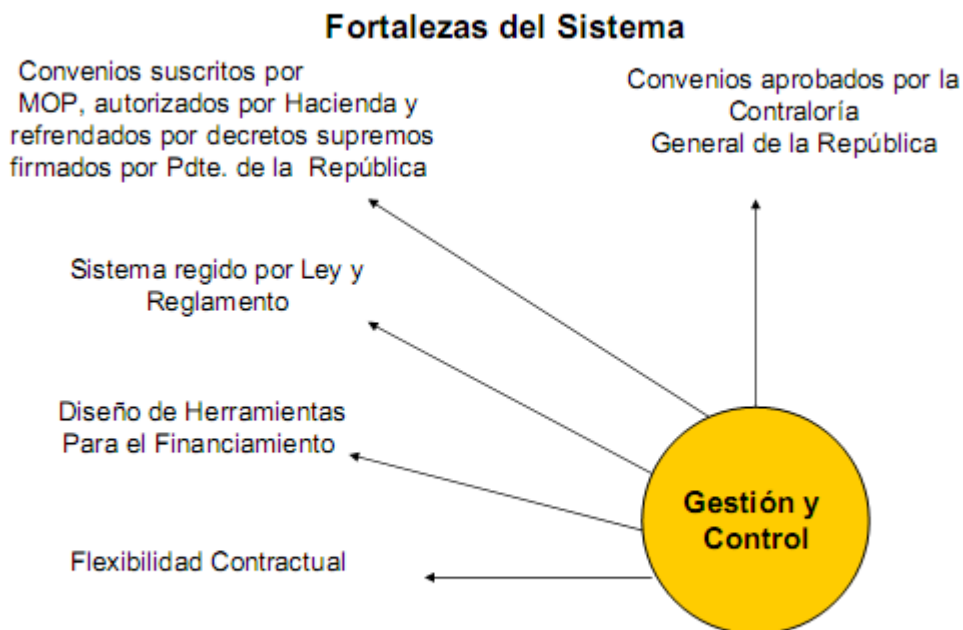 Fortalezas del Sistema
Convenios suscritos por
MOP, autorizados por Hacienda y
refrendados por decretos supremos
firmados por Pdte. de la República
Convenios aprobados por la
Contraloría
General de la República
Sistema regido por Ley y
Reglamento
Diseño de Herramientas
Para el Financiamiento
Flexibilidad Contractual
Gestión y
Control